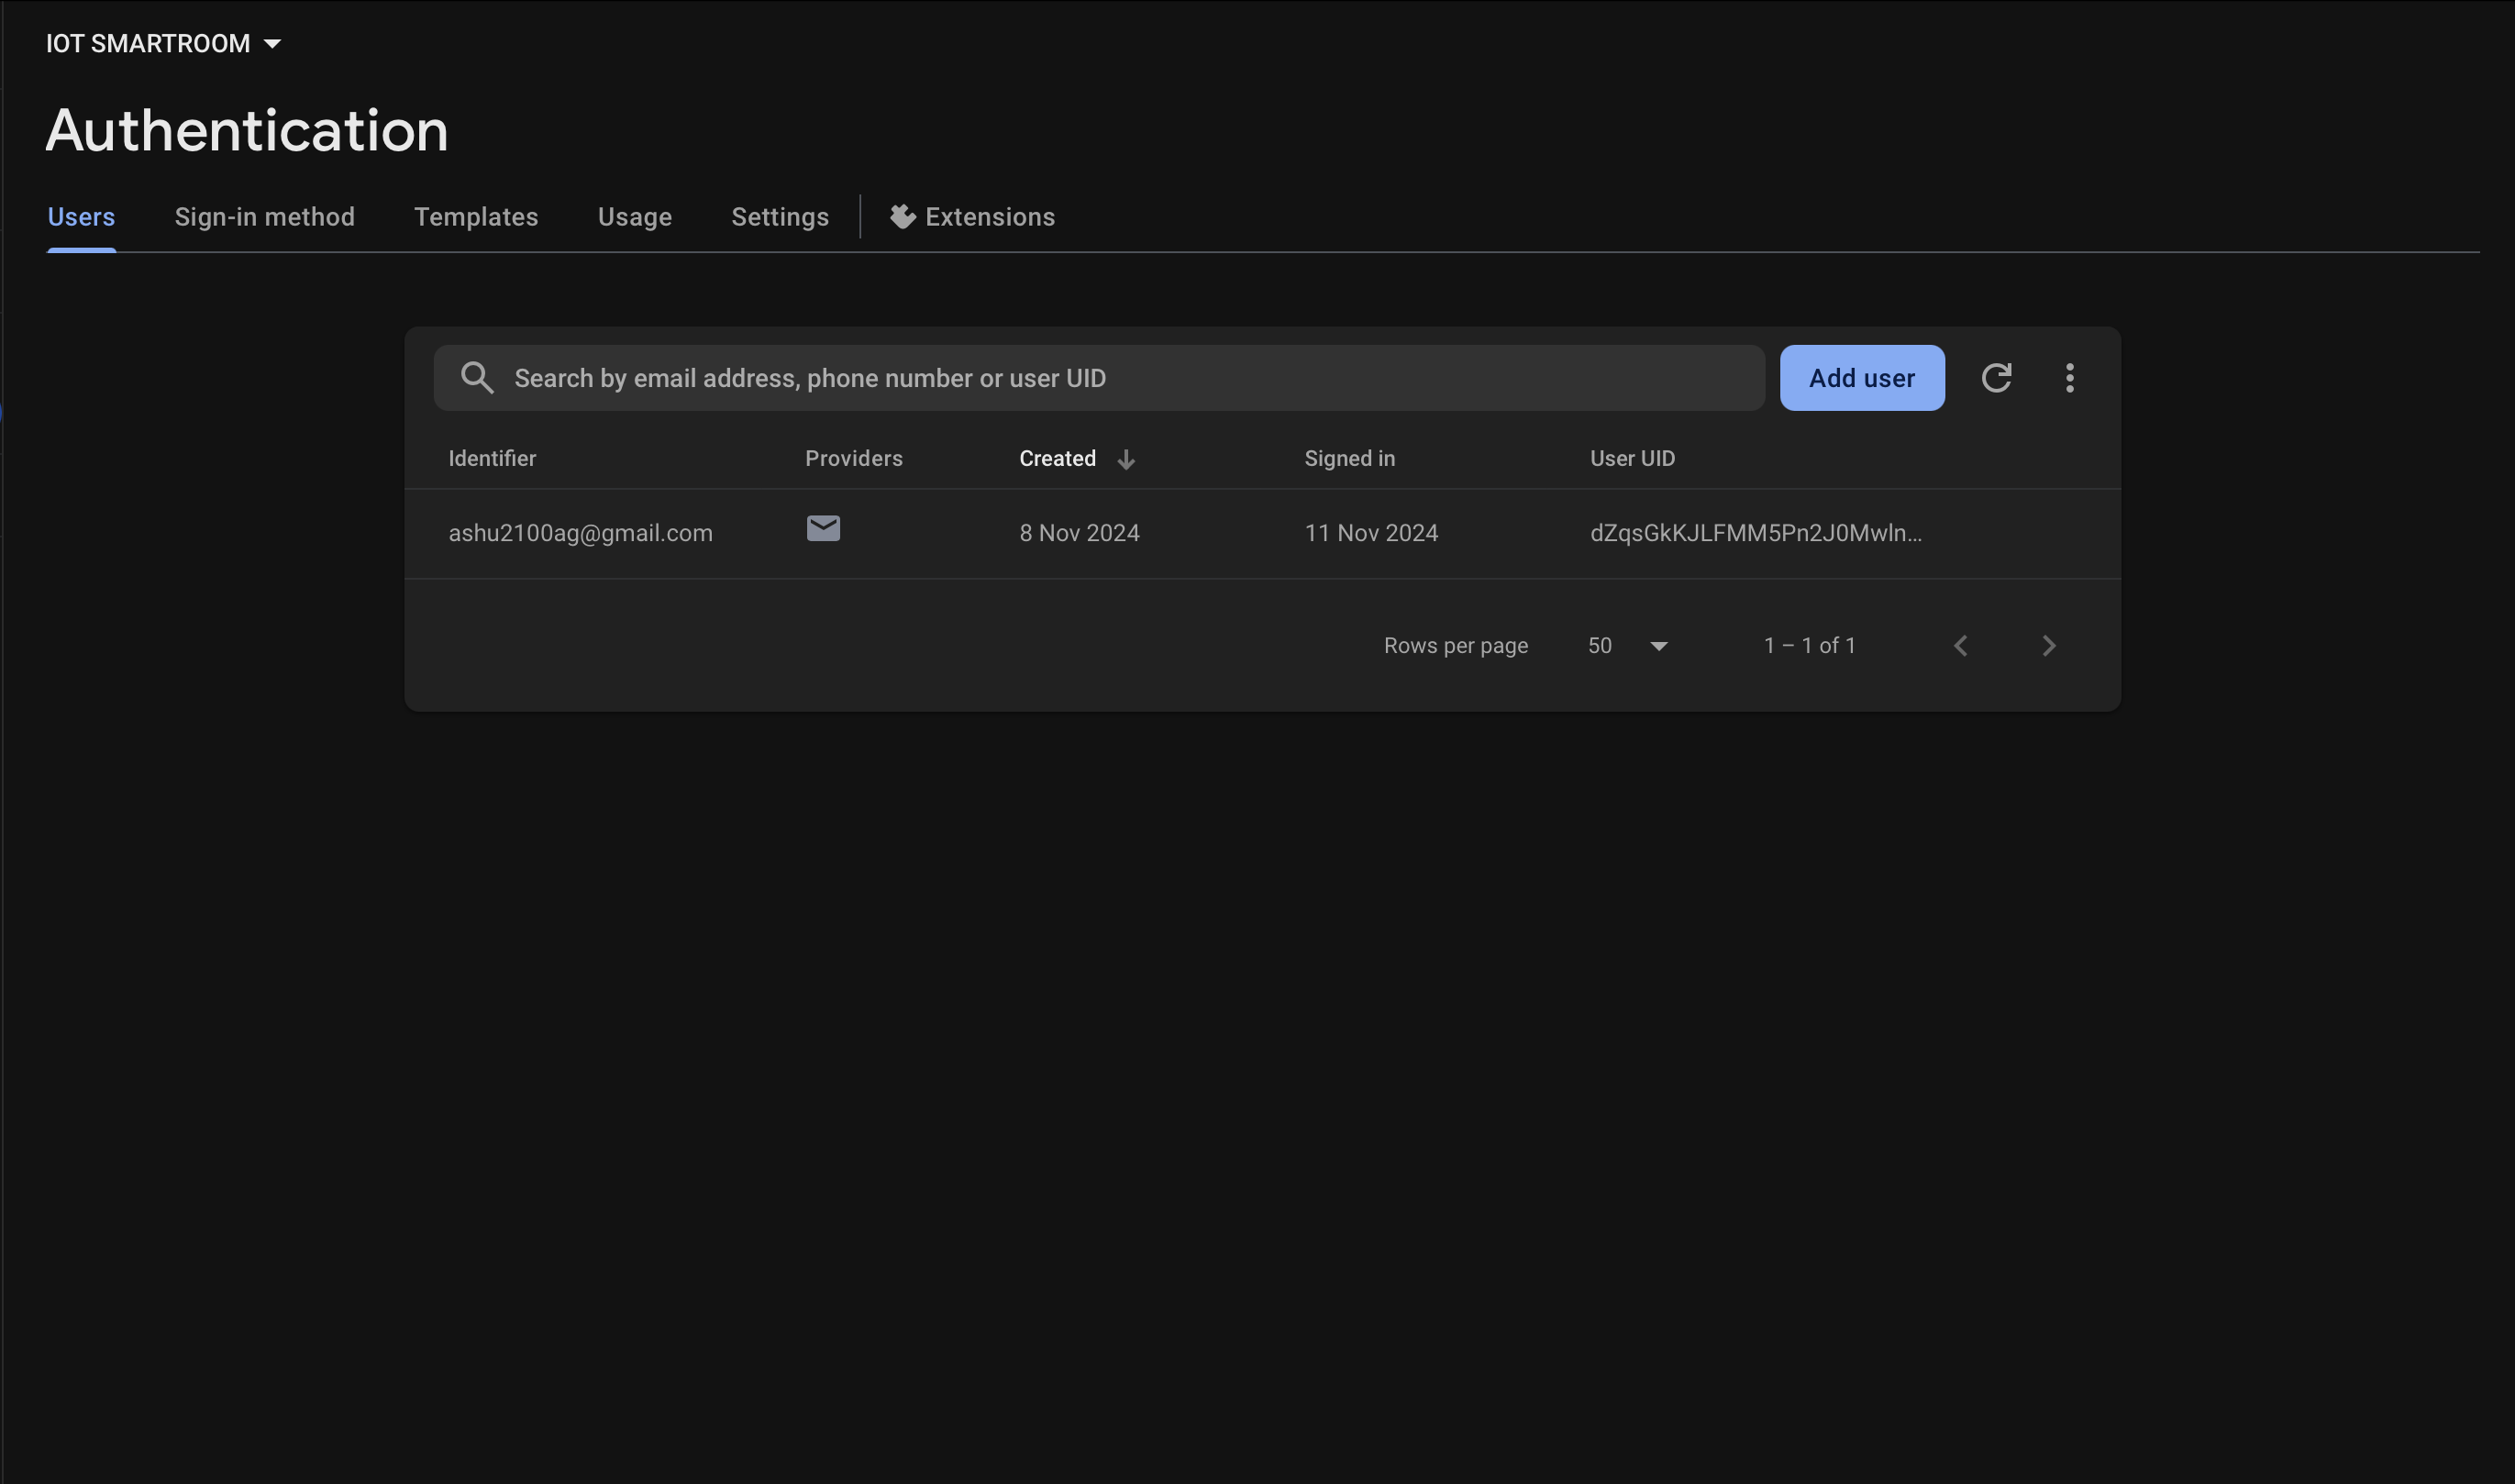 IOT SMARTROOM
Authentication
Users Sign-in method Templates Usage Settings Extensions
Search by email address, phone number or user UID Add user
Identifier Providers Created Signed in User UID
ashu2100ag@gmail.com 8 Nov 2024 11 Nov 2024 dZqsGkKJLFMM5Pn2J0Mwln...
Rows per page 50 1 – 1 of 1